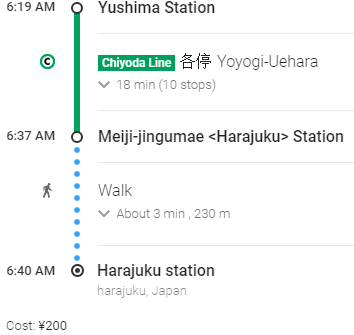 6:19 AM Yushima Station
C Chiyoda Line 各停 Yoyogi-Uehara
18 min (10 stops)
6:37 AM Meiji-jingumae <Harajuku> Station
Walk
About 3 min , 230 m
6:40 AM Harajuku station
harajuku, Japan
Cost: ¥200